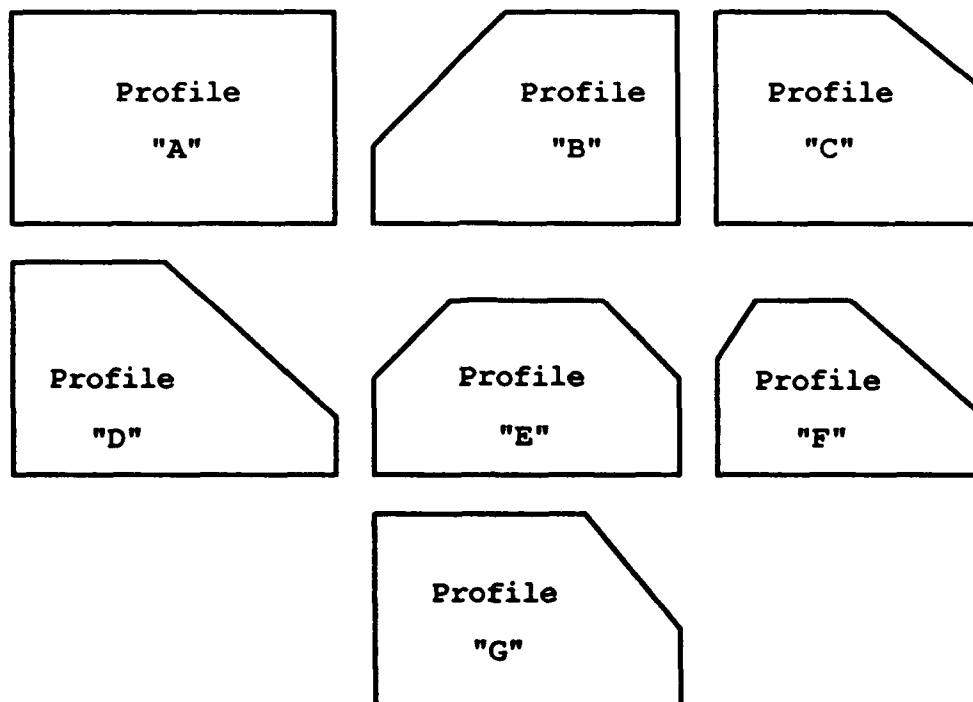 Profile
"A"
Profile
"B"
Profile
"C"
Profile
"D"
Profile
"E"
Profile
"F"
Profile
"G"